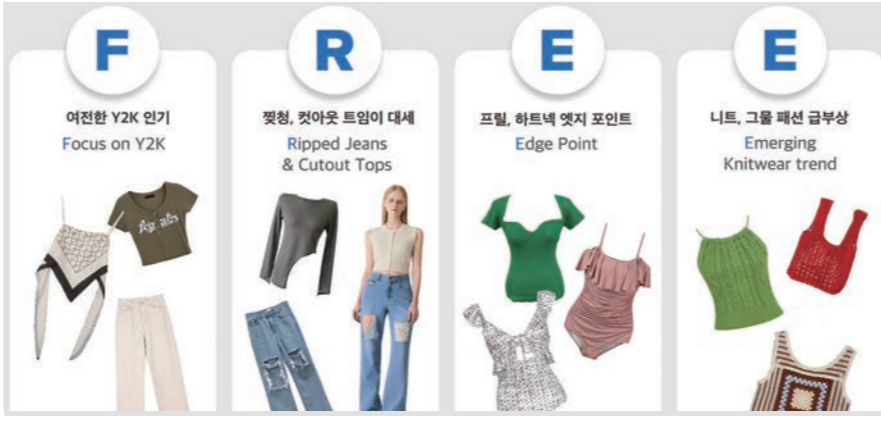 F
여전한 Y2K 인기
Focus on Y2K
R
찢청, 컷아웃 트임이 대세
Ripped Jeans
& Cutout Tops
E
프릴, 하트넥 엣지 포인트
Edge Point
E
니트, 그물 패션 급부상
Emerging
Knitwear trend